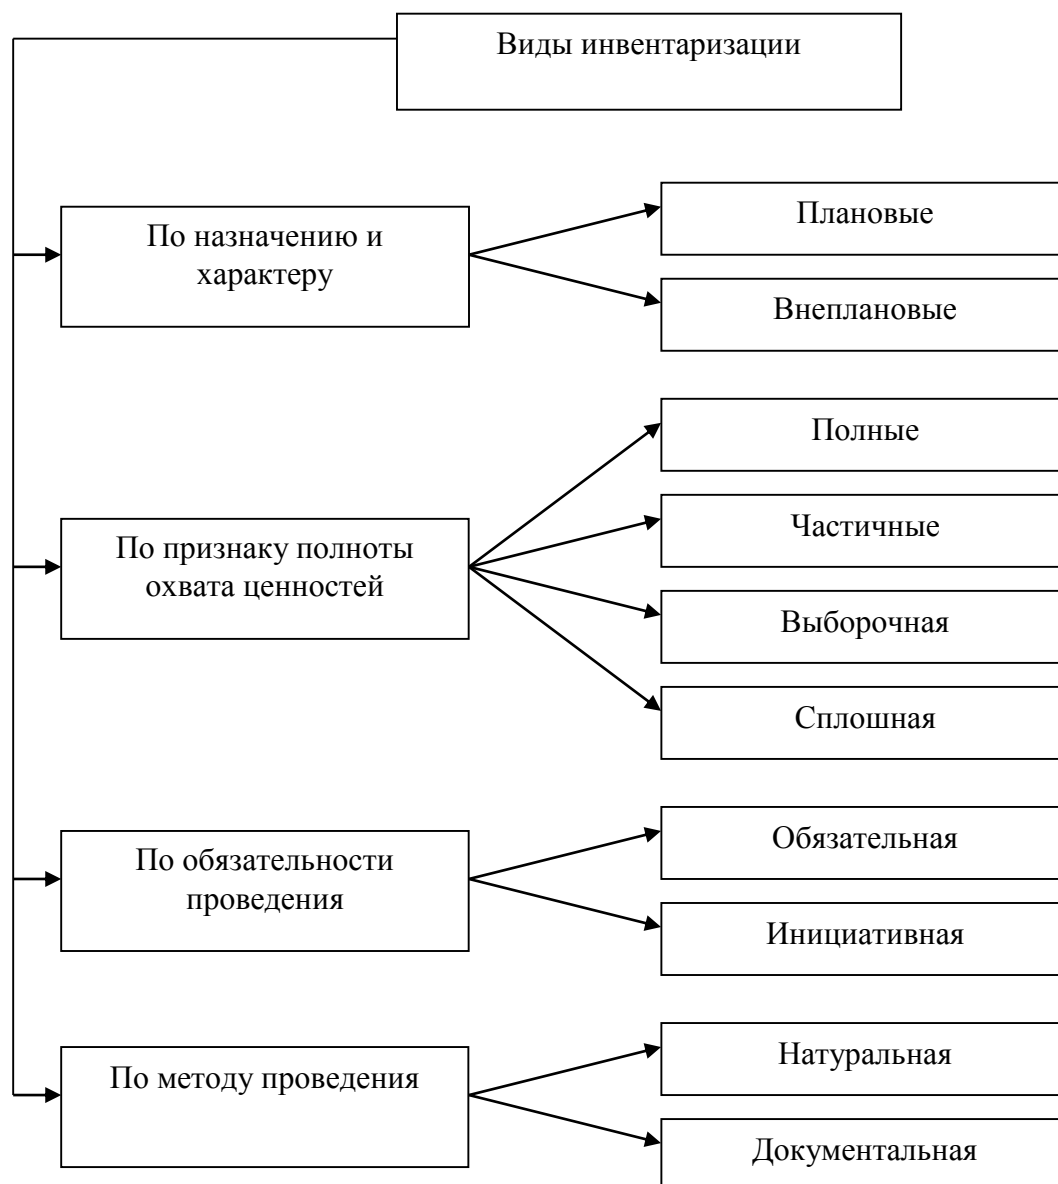 Виды инвентаризации
По назначению и
характеру
Плановые
Внеплановые
По признаку полноты
охвата ценностей
Полные
Частичные
Выборочная
Сплошная
По обязательности
проведения
Обязательная
Инициативная
По методу проведения
Натуральная
Документальная